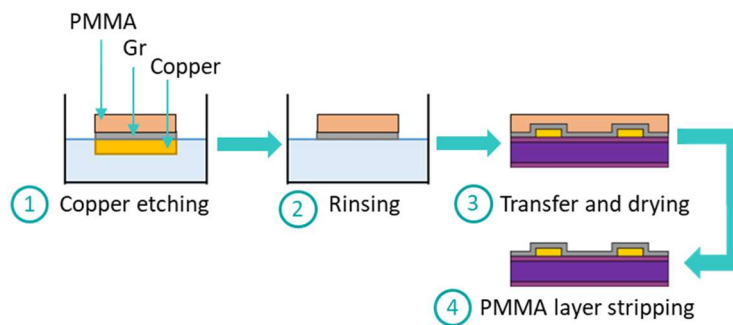 PMMA
Gr
Copper
1 Copper etching
2 Rinsing
3 Transfer and drying
4 PMMA layer stripping